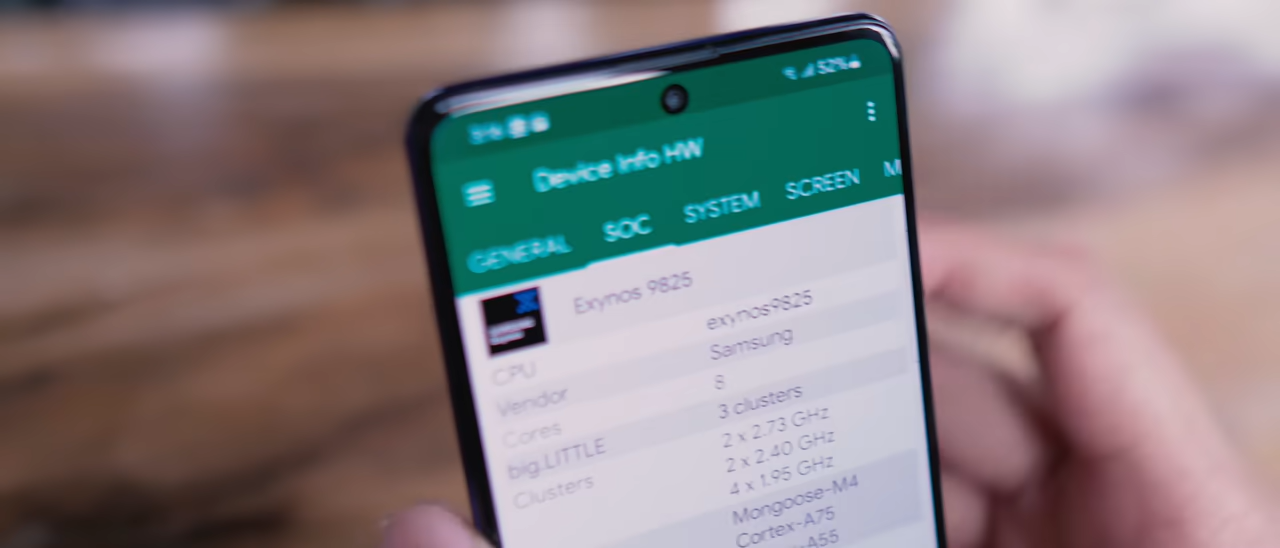 52%
Device Info HW
GENERAL SOC SYSTEM SCREEN M
Exynos 9825
CPU exynos9825
Vendor Samsung
Cores 8
big.LITTLE 3 clusters
Clusters 2 x 2.73 GHz
2 x 2.40 GHz
4 x 1.95 GHz
Mongoose-M4
Cortex-A75
-A55